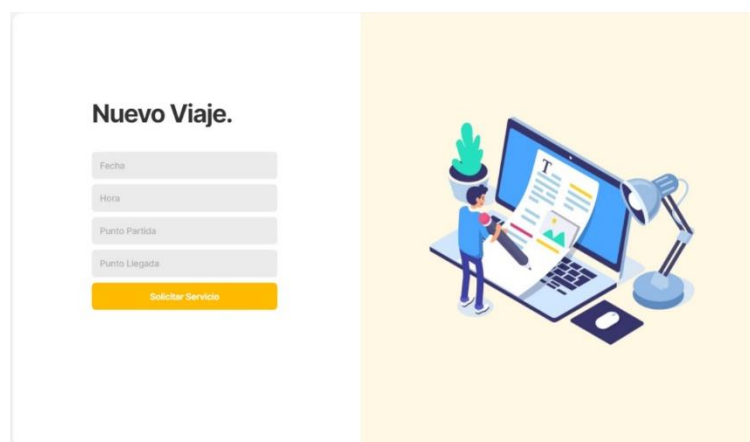 Nuevo Viaje.
Fecha
Hora
Punto Partida
Punto Llegada
Solicitar Servicio
T